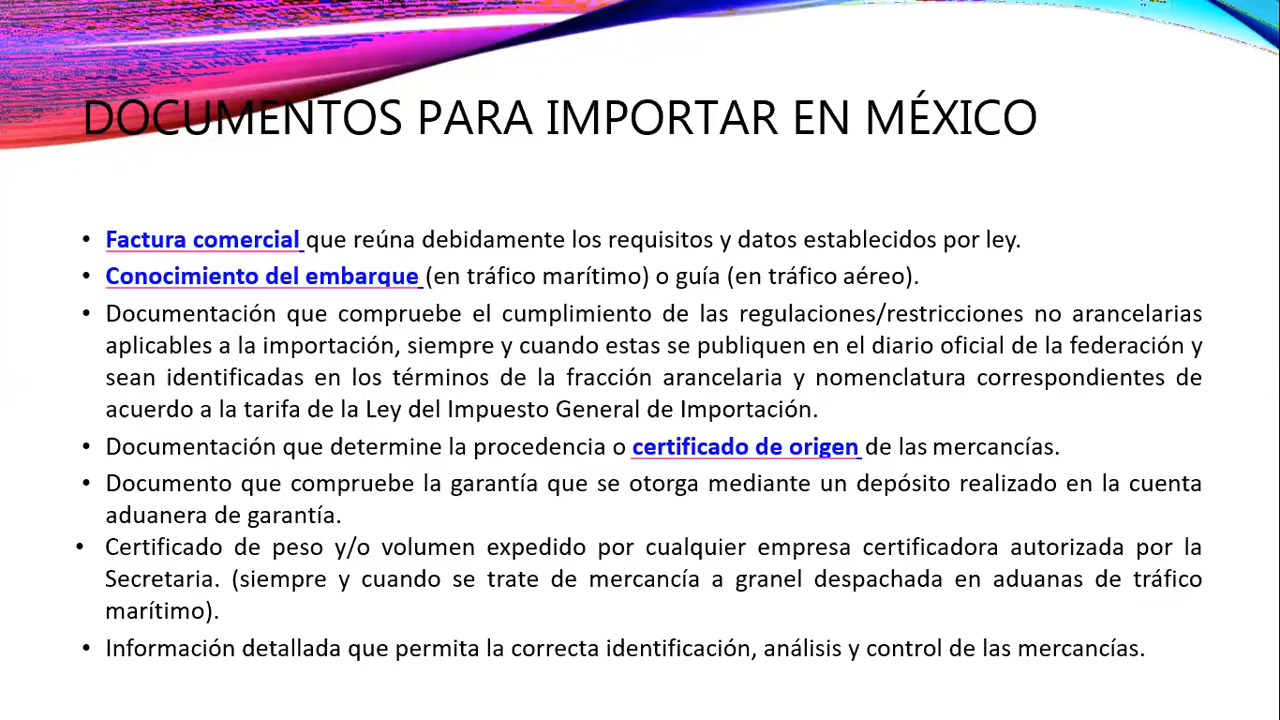 DOCUMENTOS PARA IMPORTAR EN MÉXICO
• Factura comercial que reúna debidamente los requisitos y datos establecidos por ley.
• Conocimiento del embarque (en tráfico marítimo) o guía (en tráfico aéreo).
• Documentación que compruebe el cumplimiento de las regulaciones/restricciones no arancelarias
aplicables a la importación, siempre y cuando estas se publiquen en el diario oficial de la federación y
sean identificadas en los términos de la fracción arancelaria y nomenclatura correspondientes de
acuerdo a la tarifa de la Ley del Impuesto General de Importación.
• Documentación que determine la procedencia o certificado de origen de las mercancías.
• Documento que compruebe la garantía que se otorga mediante un depósito realizado en la cuenta
aduanera de garantía.
• Certificado de peso y/o volumen expedido por cualquier empresa certificadora autorizada por la
Secretaria. (siempre y cuando se trate de mercancía a granel despachada en aduanas de tráfico
marítimo).
• Información detallada que permita la correcta identificación, análisis y control de las mercancías.